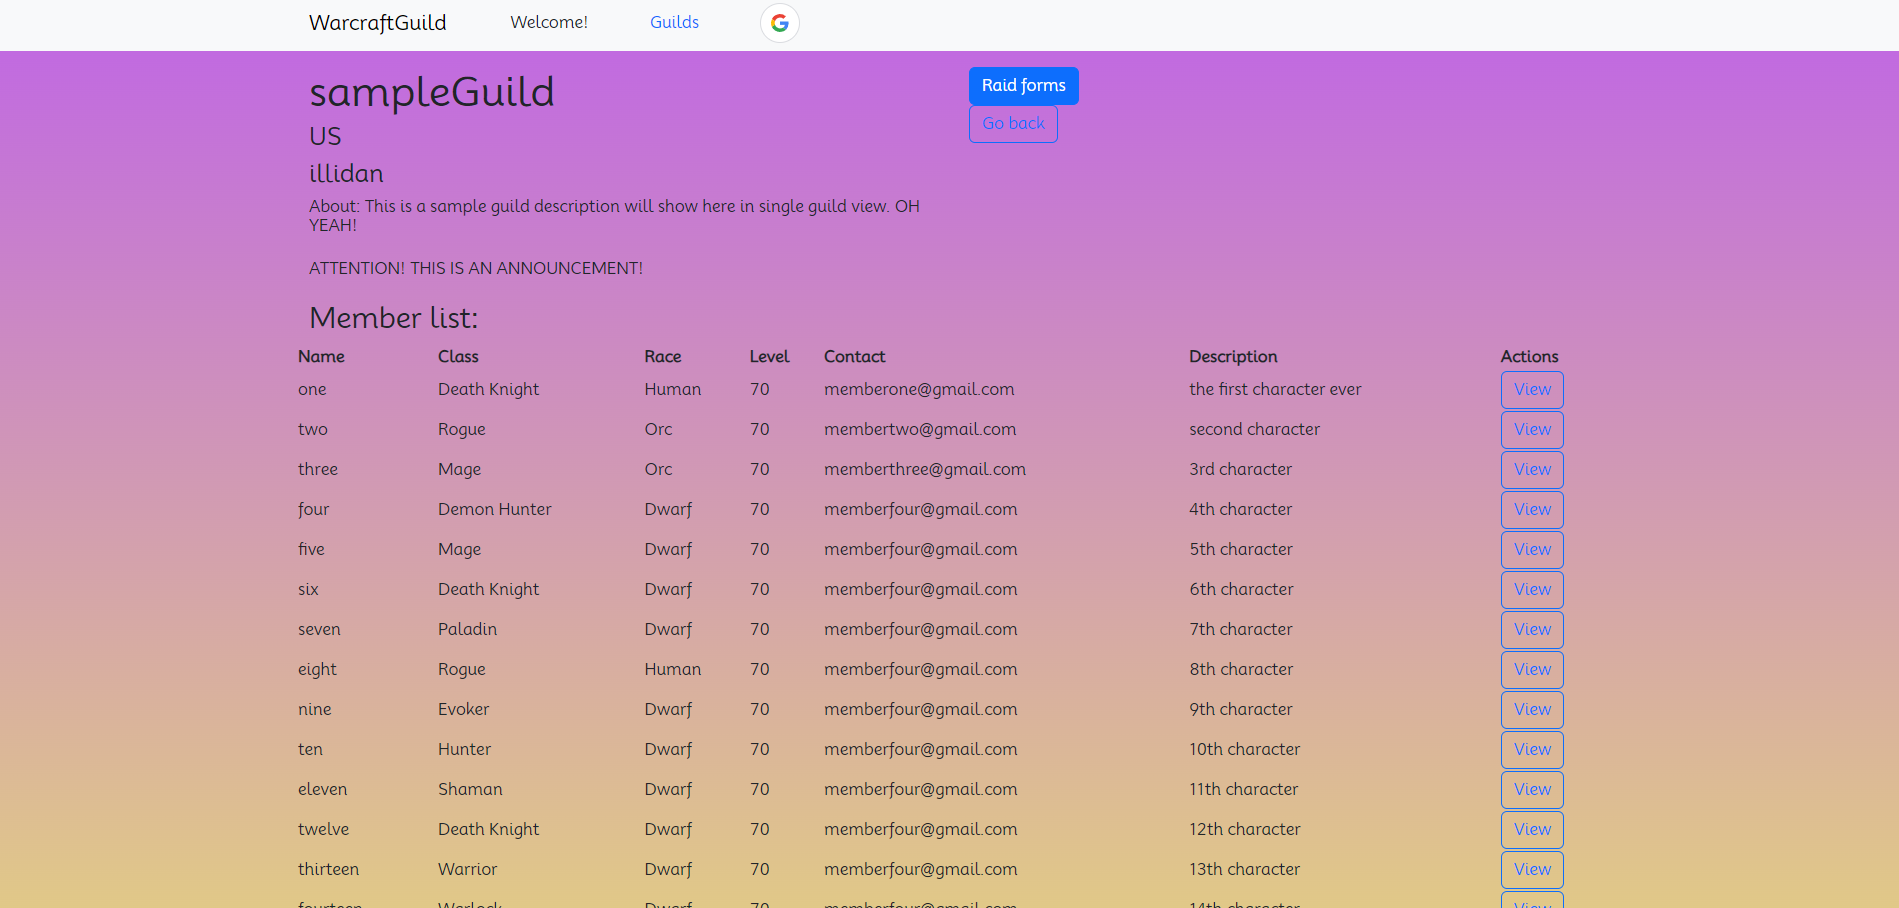 WarcraftGuild Welcome! Guilds
sampleGuild
Raid forms
Go back
US
illidan
About: This is a sample guild description will show here in single guild view. OH
YEAH!
ATTENTION! THIS IS AN ANNOUNCEMENT!
Member list:
Name Class Race Level Contact Description Actions
one Death Knight Human 70 memberone@gmail.com the first character ever View
two Rogue Orc 70 membertwo@gmail.com second character View
three Mage Orc 70 memberthree@gmail.com 3rd character View
four Demon Hunter Dwarf 70 memberfour@gmail.com 4th character View
five Mage Dwarf 70 memberfour@gmail.com 5th character View
six Death Knight Dwarf 70 memberfour@gmail.com 6th character View
seven Paladin Dwarf 70 memberfour@gmail.com 7th character View
eight Rogue Human 70 memberfour@gmail.com 8th character View
nine Evoker Dwarf 70 memberfour@gmail.com 9th character View
ten Hunter Dwarf 70 memberfour@gmail.com 10th character View
eleven Shaman Dwarf 70 memberfour@gmail.com 11th character View
twelve Death Knight Dwarf 70 memberfour@gmail.com 12th character View
thirteen Warrior Dwarf 70 memberfour@gmail.com 13th character View
fourteen Warlock Dwarf 70 memberfour@gmail.com 14th character View